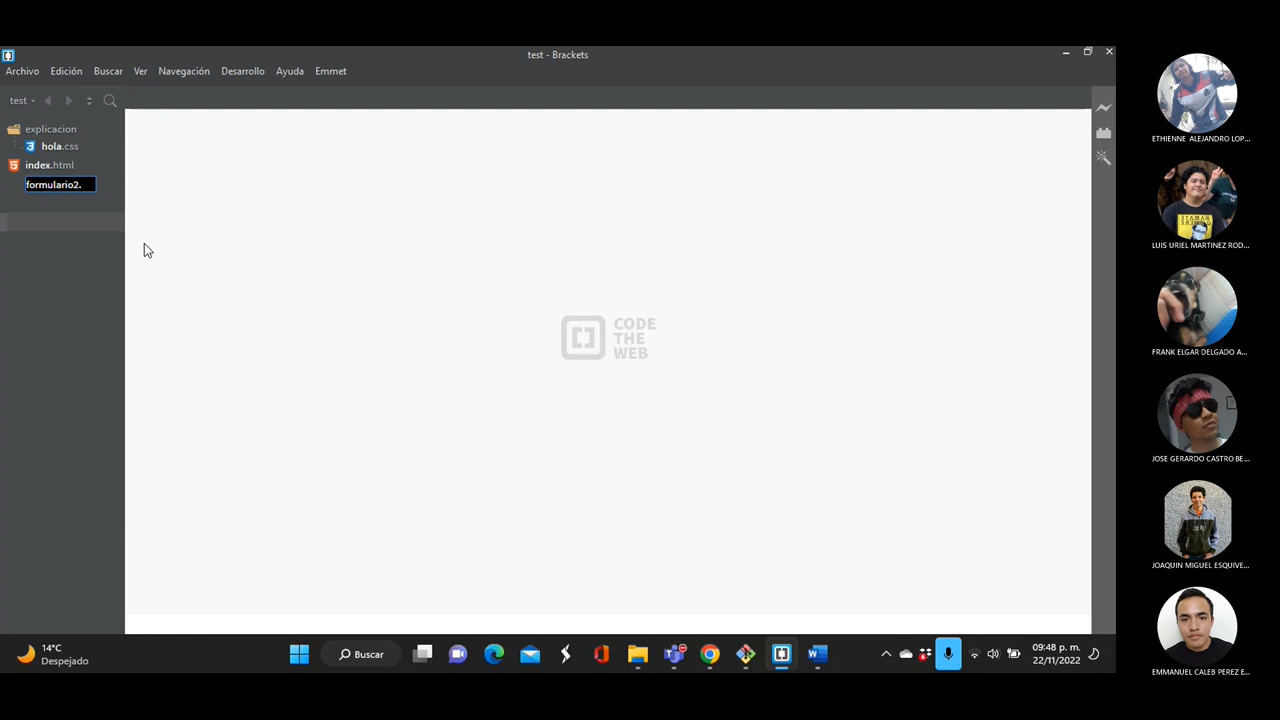 test - Brackets
Archivo Edición Buscar Ver Navegación Desarrollo Ayuda Emmet
test
explicacion
hola.css
index.html
formulario2.
CODE
THE
WEB
ETHIENNE ALEJANDRO LOP...
LUIS URIEL MARTINEZ ROD...
FRANK ELGAR DELGADO A...
JOSE GERARDO CASTRO BE...
JOAQUIN MIGUEL ESQUIVE...
EMMANUEL CALEB PEREZ E...
14°C
Despejado
Buscar
09:48 p. m.
22/11/2022